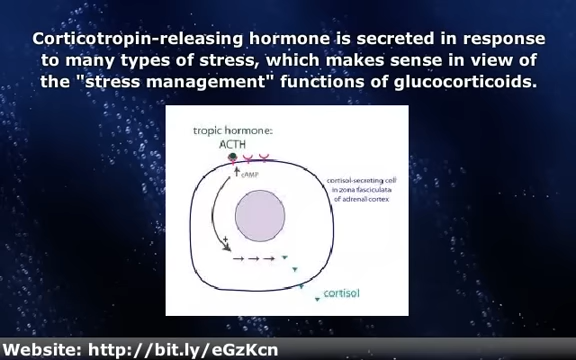 Corticotropin-releasing hormone is secreted in response
to many types of stress, which makes sense in view of
the "stress management" functions of glucocorticoids.
tropic hormone:
ACTH
cAMP
cortisol-secreting cell
in zona fasciculata
of adrenal cortex
+
cortisol
Website: http://bit.ly/eGzKcn